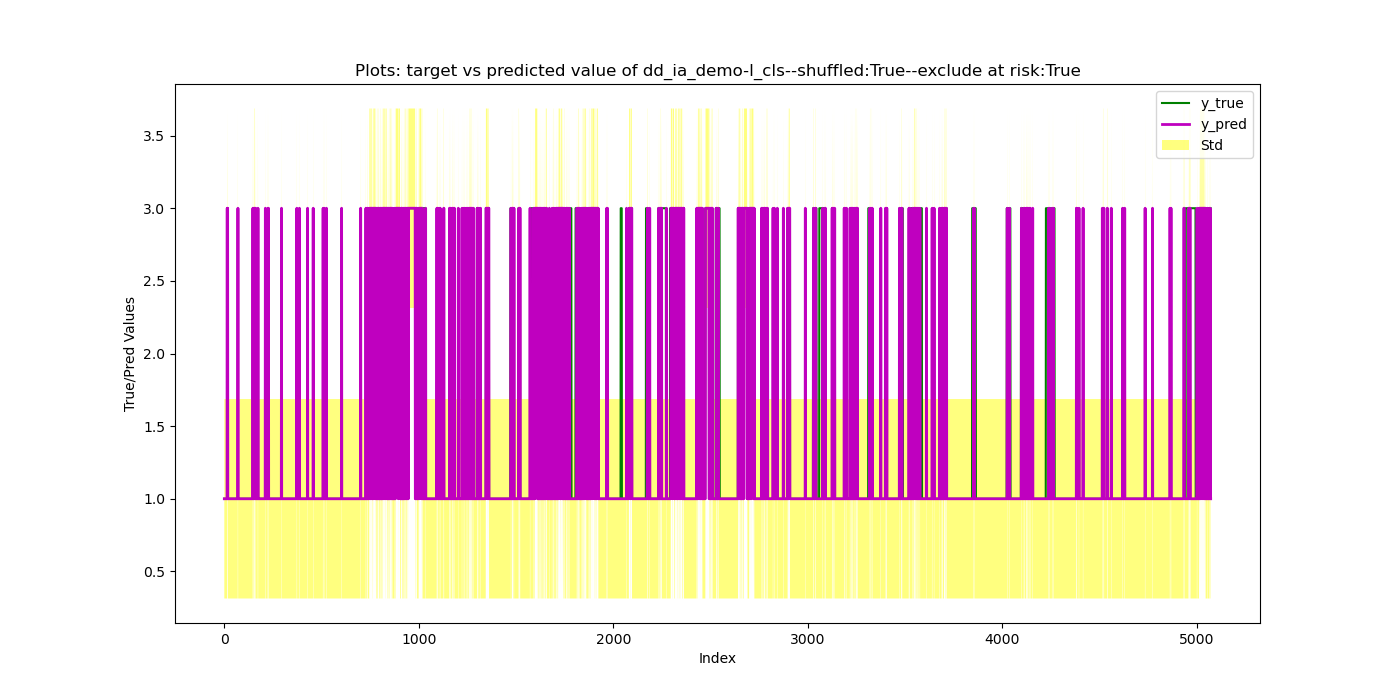 Plots: target vs predicted value of dd_ia_demo-l_cls--shuffled:True--exclude at risk:True
y_true
y_pred
Std
True/Pred Values
3.5
3.0
2.5
2.0
1.5
1.0
0.5
0 1000 2000 3000 4000 5000
Index